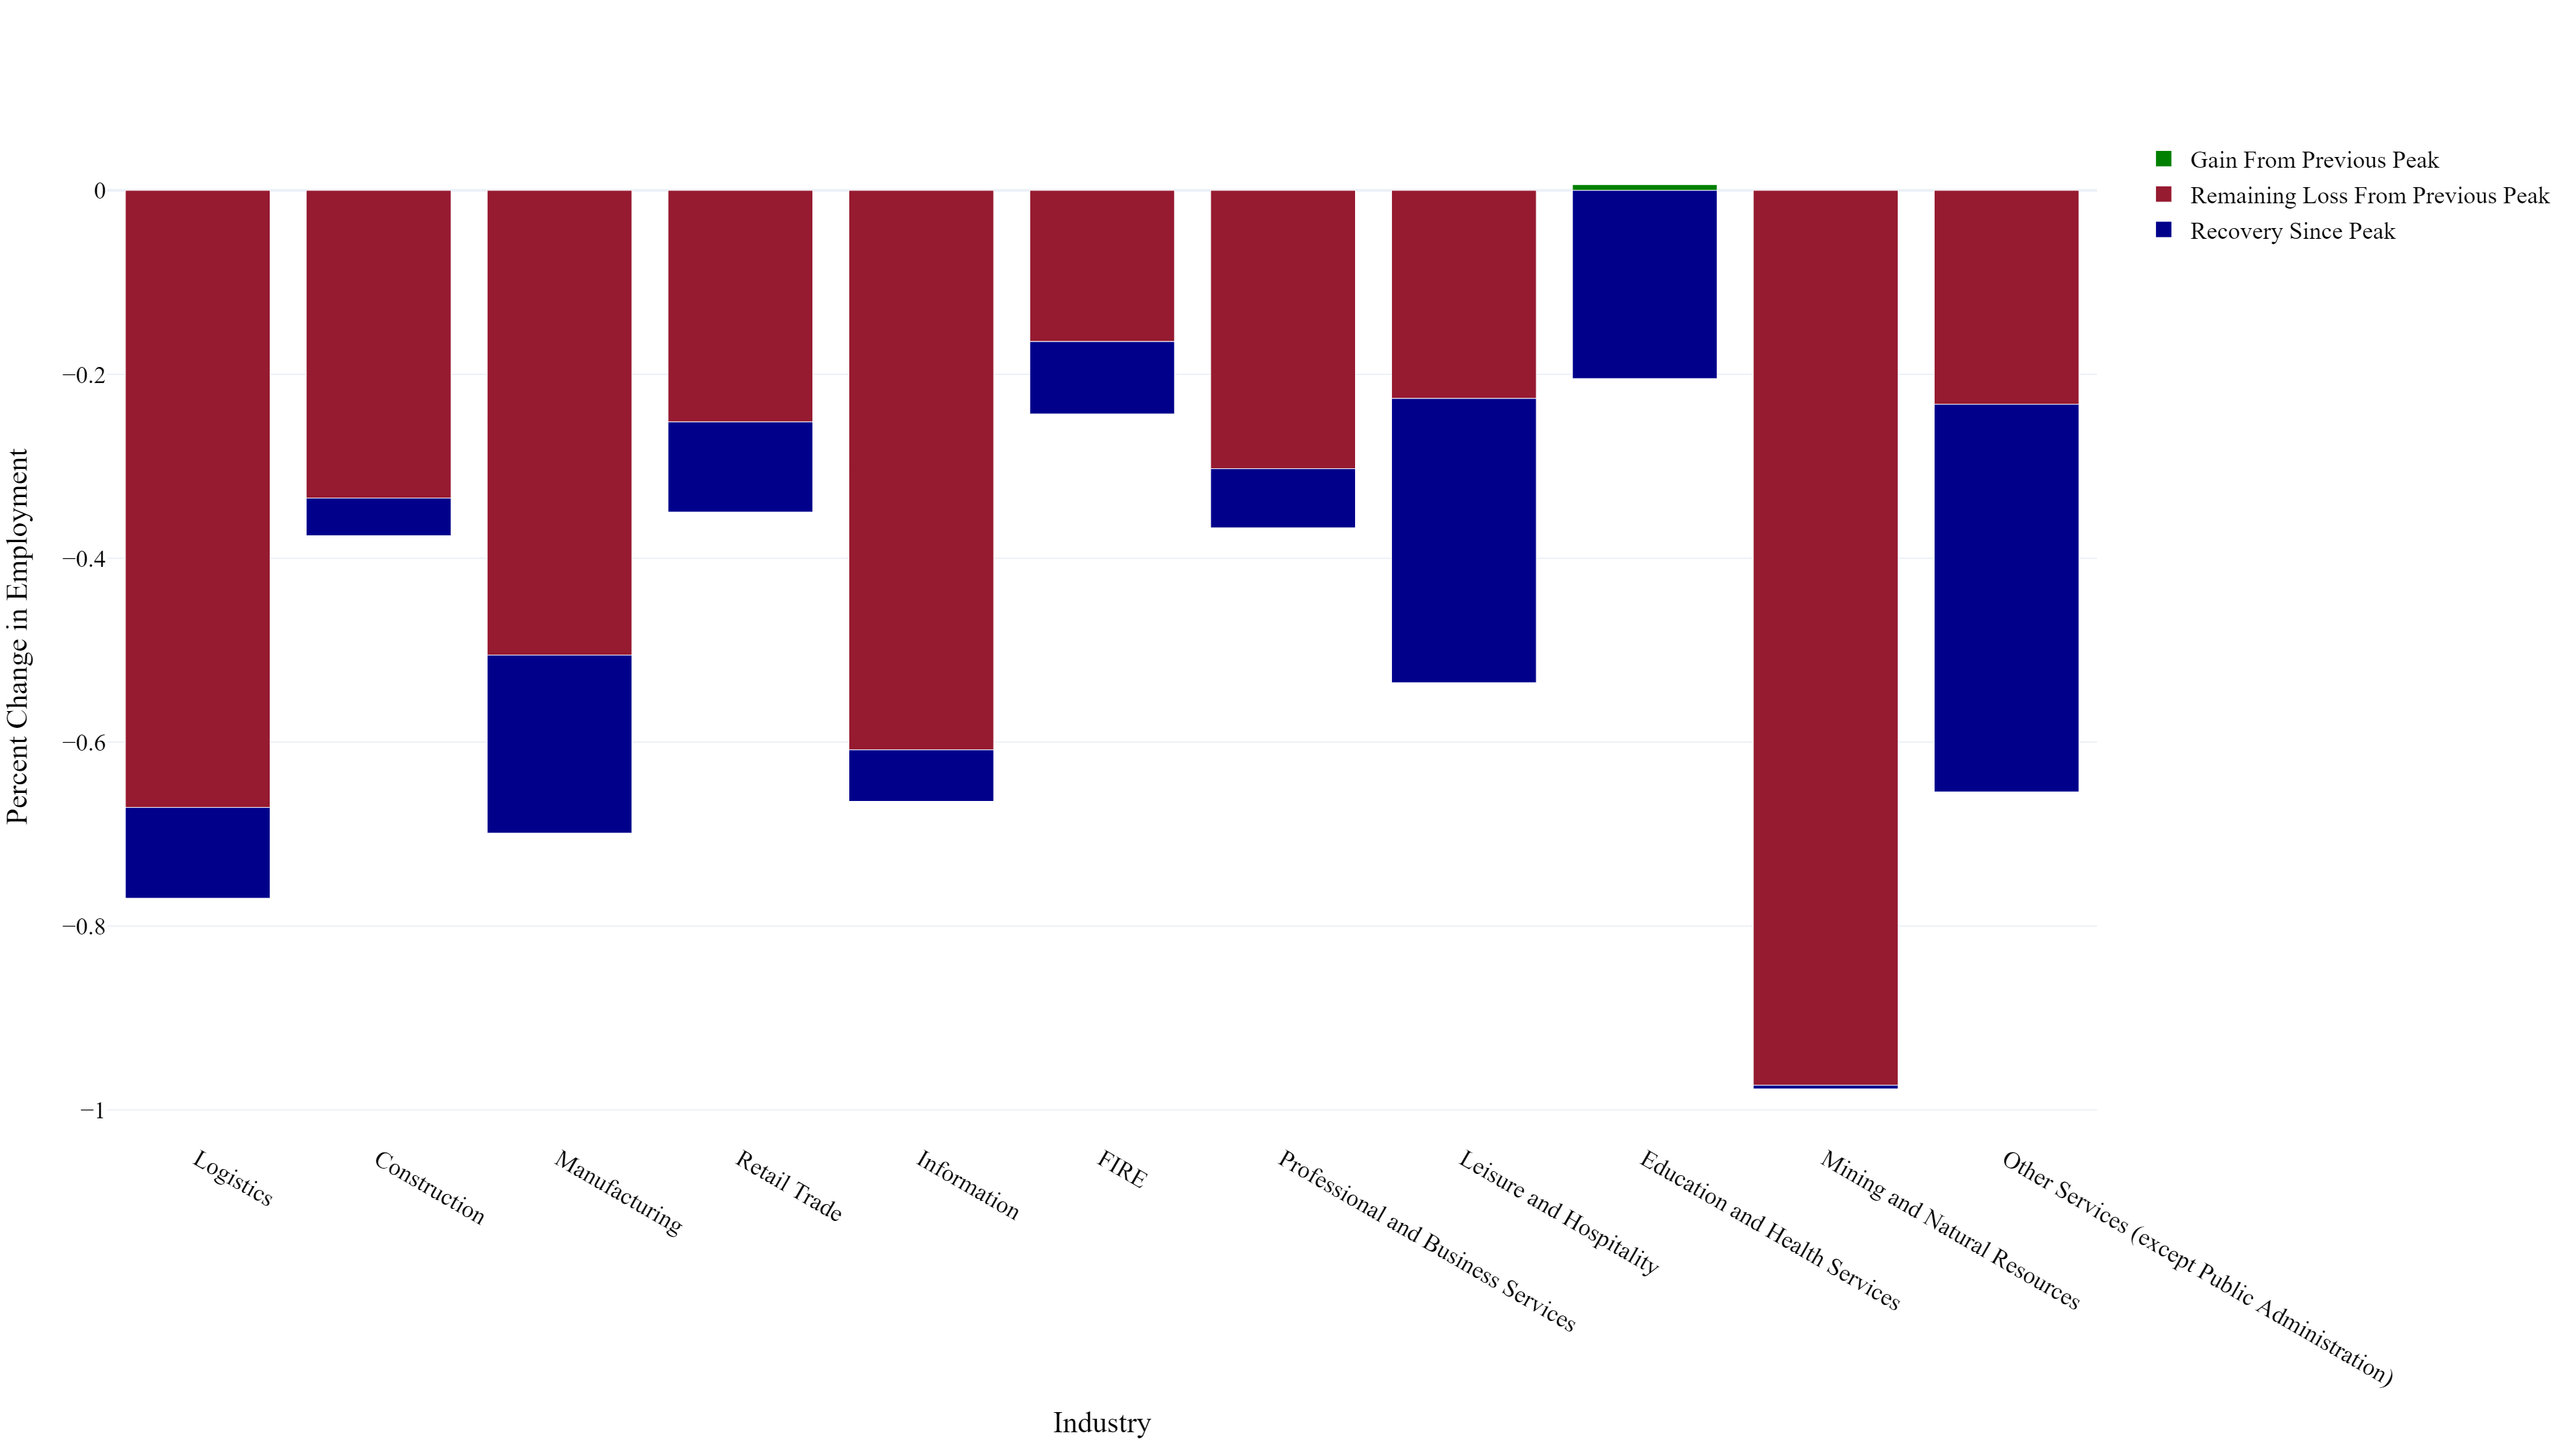 Gain From Previous Peak
Remaining Loss From Previous Peak
Recovery Since Peak
0
−0.2
−0.4
−0.6
−0.8
−1
Percent Change in Employment
Logistics
Construction
Manufacturing
Retail Trade
Information
FIRE
Professional and Business Services
Leisure and Hospitality
Education and Health Services
Mining and Natural Resources
Other Services (except Public Administration)
Industry